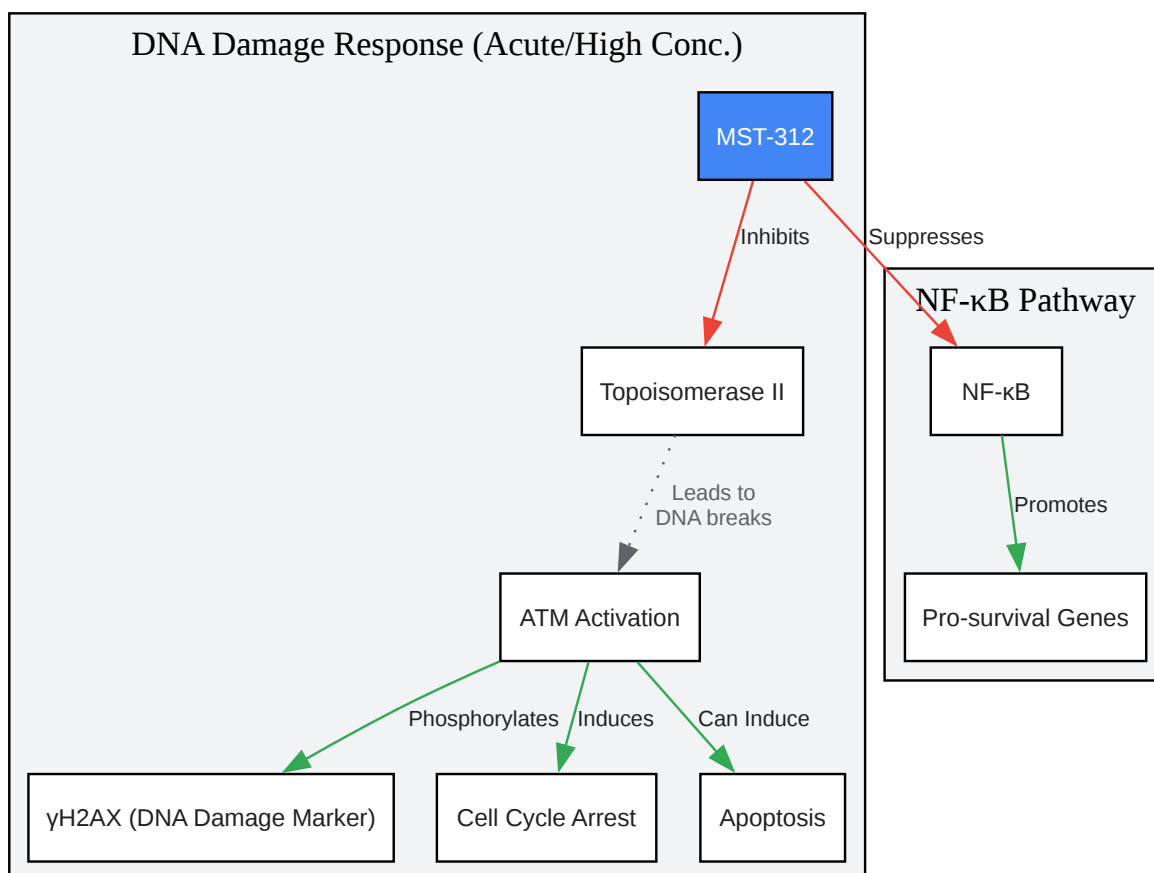 DNA Damage Response (Acute/High Conc.)
MST-312
Inhibits
Suppresses
NF-κB Pathway
Topoisomerase II
NF-κB
Leads to
DNA breaks
Promotes
ATM Activation
Pro-survival Genes
Phosphorylates
Induces
Can Induce
γH2AX (DNA Damage Marker)
Cell Cycle Arrest
Apoptosis